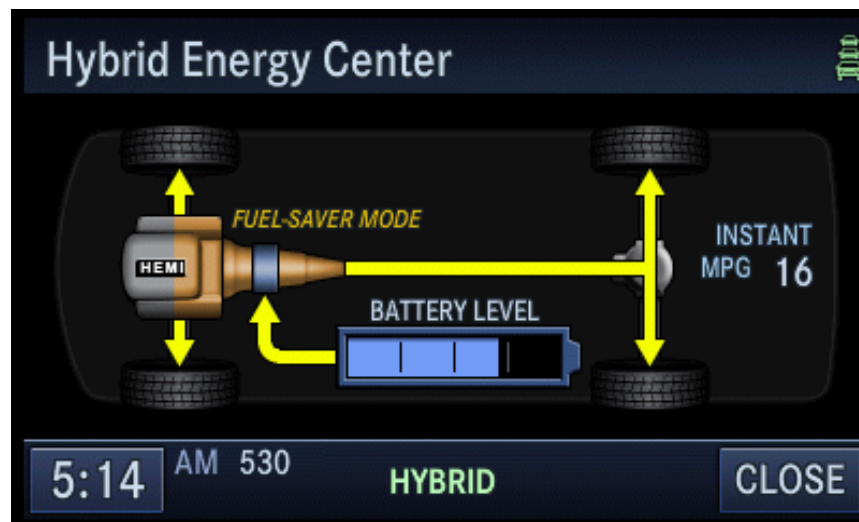 Hybrid Energy Center
FUEL-SAVER MODE
HEMI
INSTANT
MPG 16
BATTERY LEVEL
5:14
AM 530
HYBRID
CLOSE